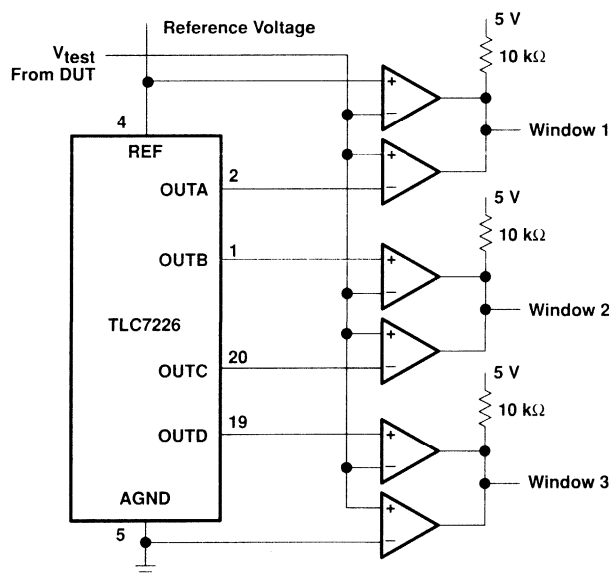 Reference Voltage
Vtest
From DUT
5 V
10 kΩ
+
−
Window 1
4
REF
+
−
OUTA
2
5 V
10 kΩ
OUTB
1
+
−
Window 2
TLC7226
+
−
OUTC
20
5 V
10 kΩ
OUTD
19
+
−
Window 3
AGND
+
−
5